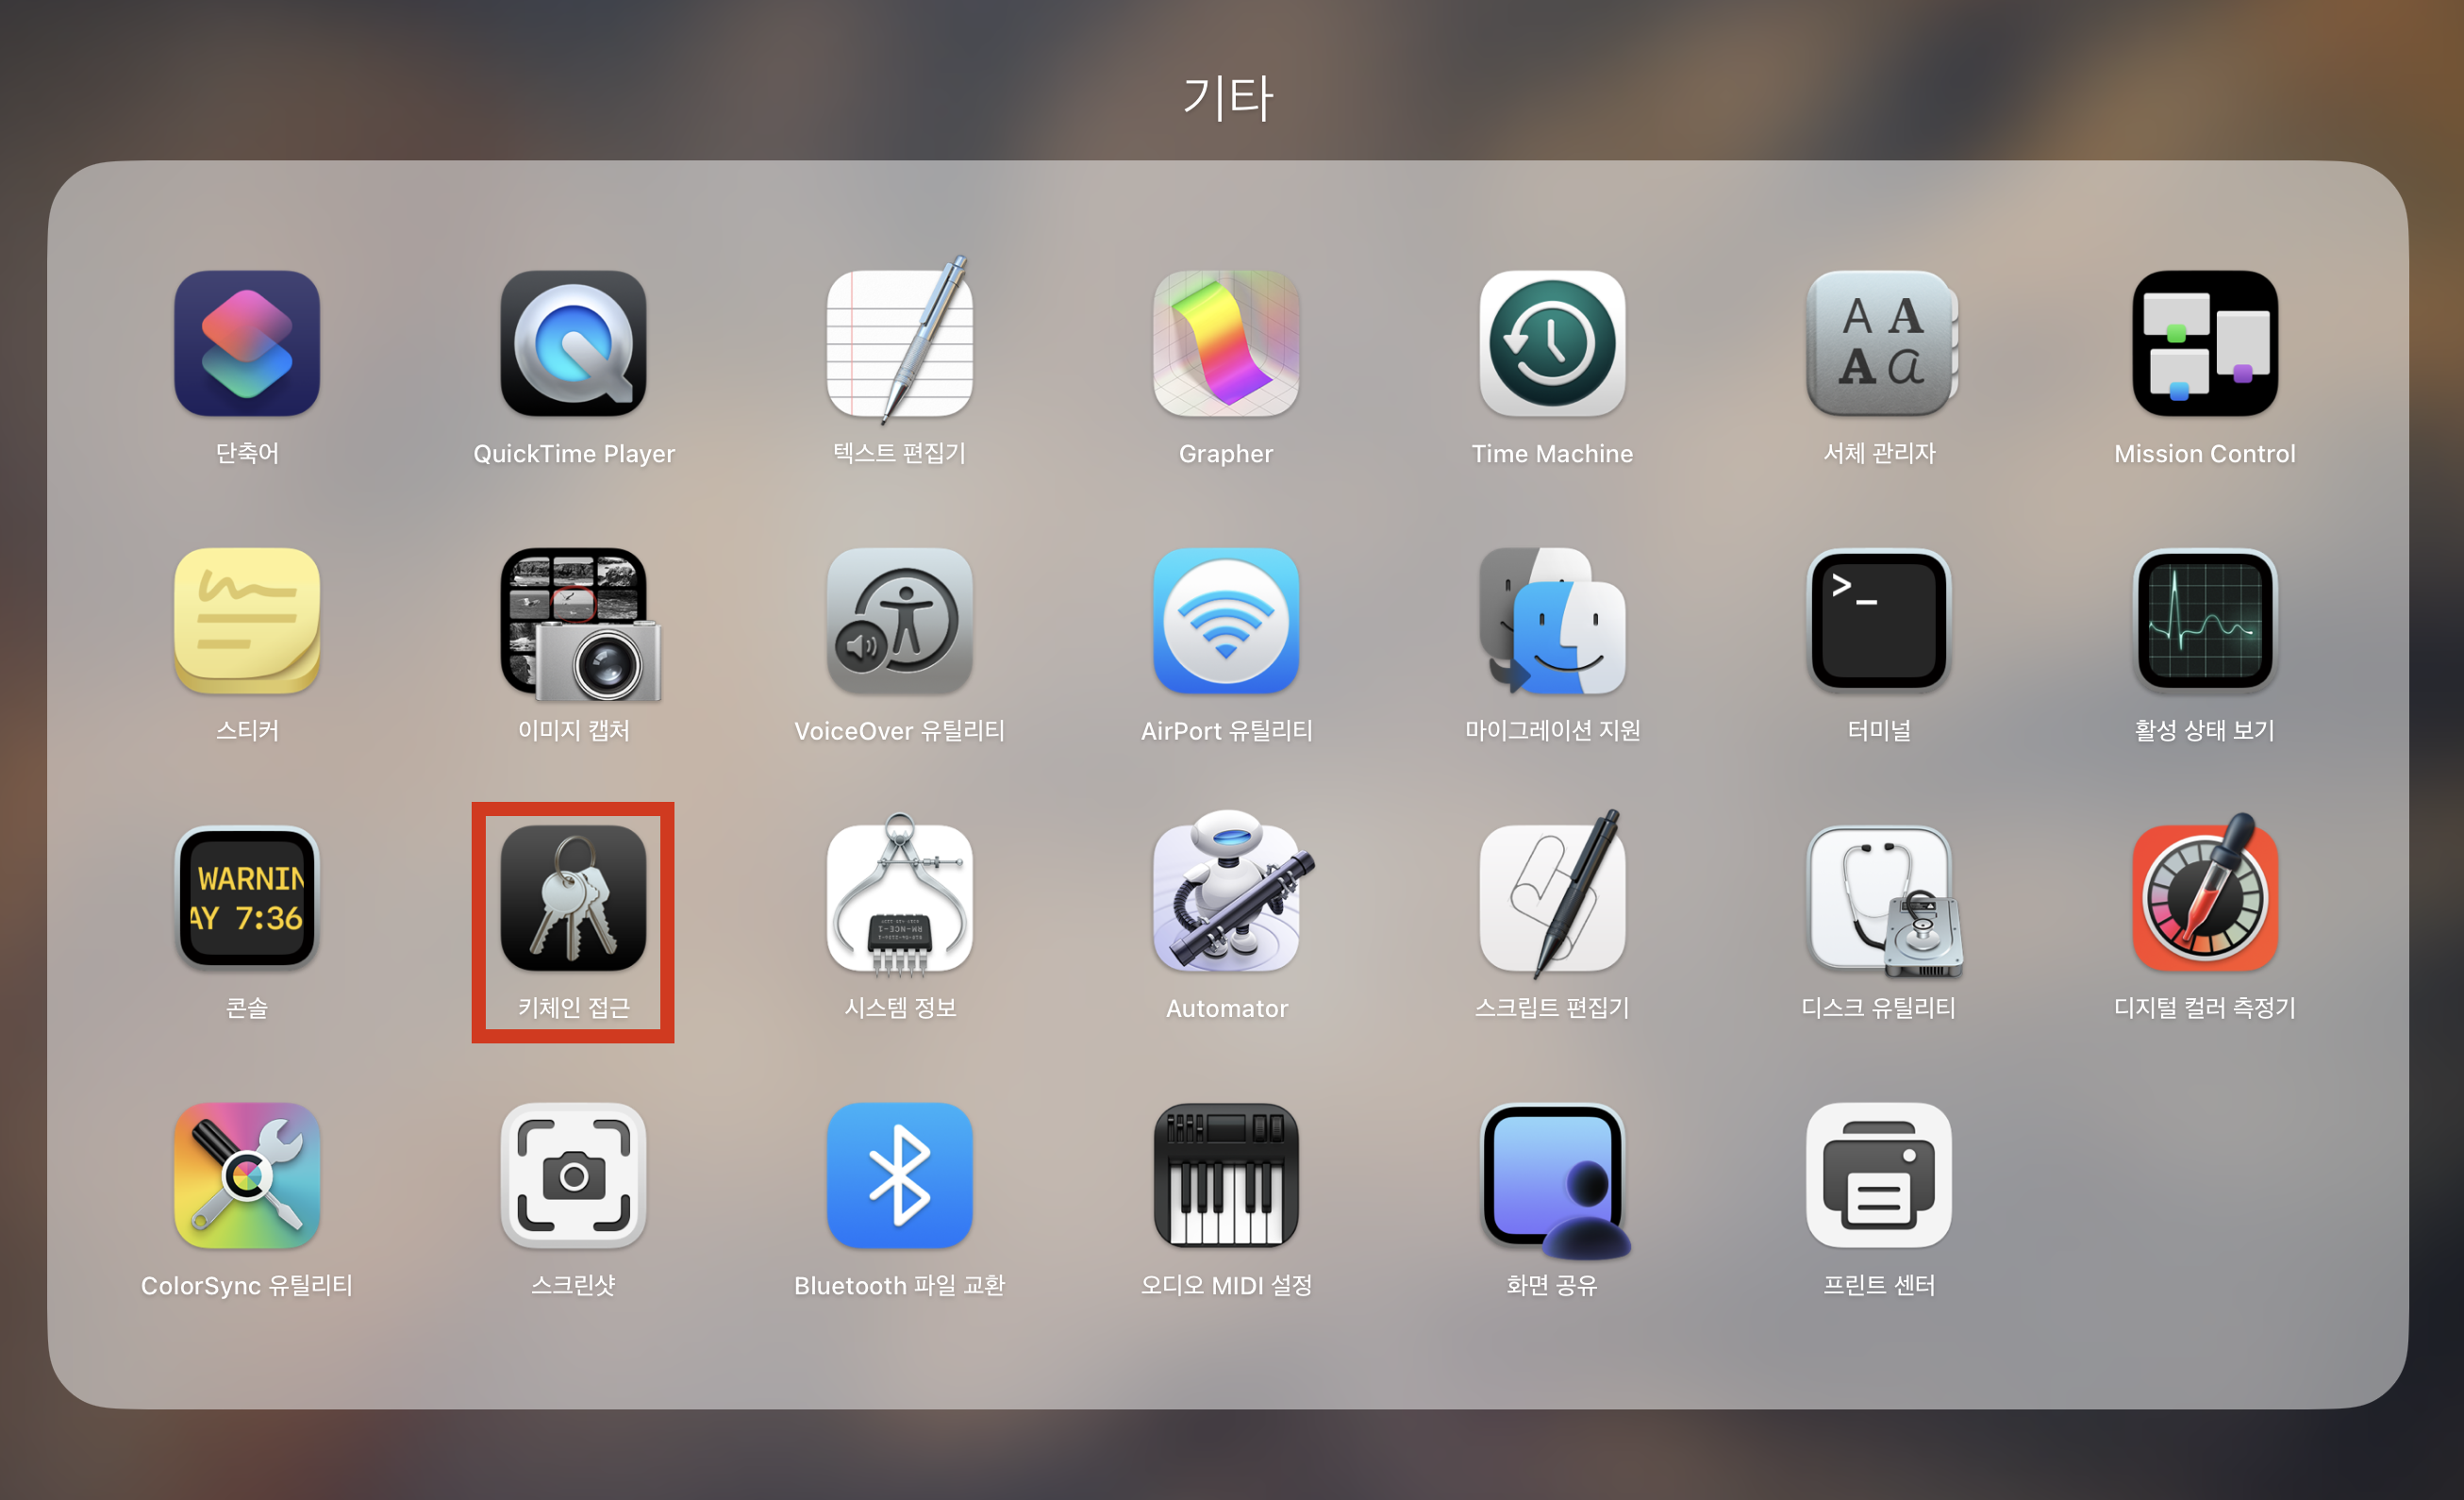 기타
단축어
QuickTime Player
텍스트 편집기
Grapher
Time Machine
A A
A a
서체 관리자
Mission Control
스티커
이미지 캡처
VoiceOver 유틸리티
AirPort 유틸리티
마이그레이션 지원
>_
터미널
활성 상태 보기
WARNIN
AY 7:36
콘솔
키체인 접근
RM-NCE-1
시스템 정보
Automator
스크립트 편집기
디스크 유틸리티
디지털 컬러 측정기
ColorSync 유틸리티
스크린샷
Bluetooth 파일 교환
오디오 MIDI 설정
화면 공유
프린트 센터